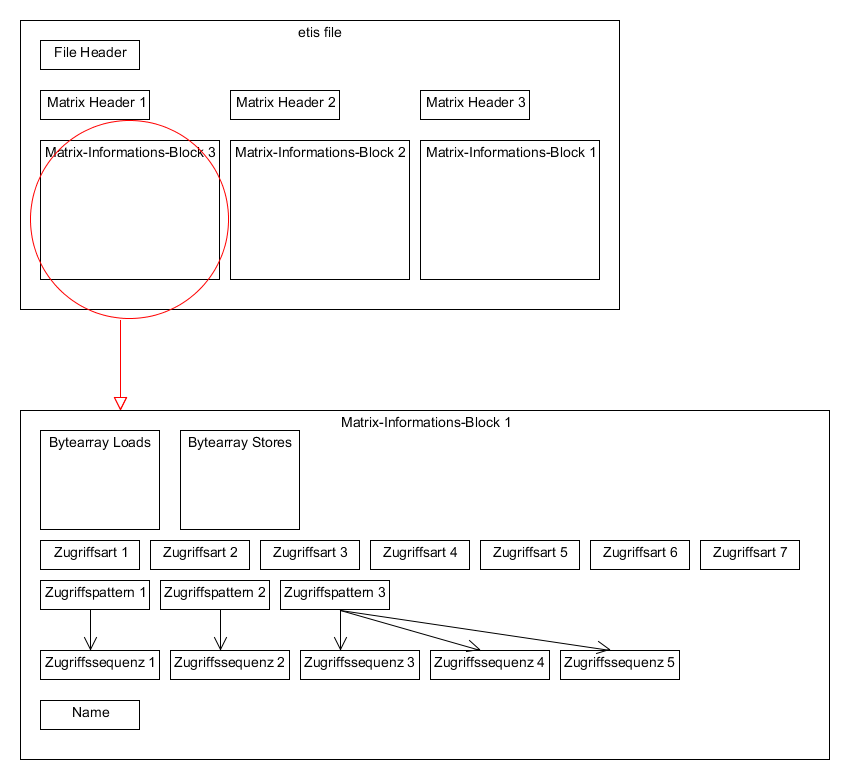 etis file
File Header
Matrix Header 1
Matrix Header 2
Matrix Header 3
Matrix-Informations-Block 3
Matrix-Informations-Block 2
Matrix-Informations-Block 1
Matrix-Informations-Block 1
Bytearray Loads
Bytearray Stores
Zugriffsart 1
Zugriffsart 2
Zugriffsart 3
Zugriffsart 4
Zugriffsart 5
Zugriffsart 6
Zugriffsart 7
Zugriffspattern 1
Zugriffspattern 2
Zugriffspattern 3
Zugriffssequenz 1
Zugriffssequenz 2
Zugriffssequenz 3
Zugriffssequenz 4
Zugriffssequenz 5
Name